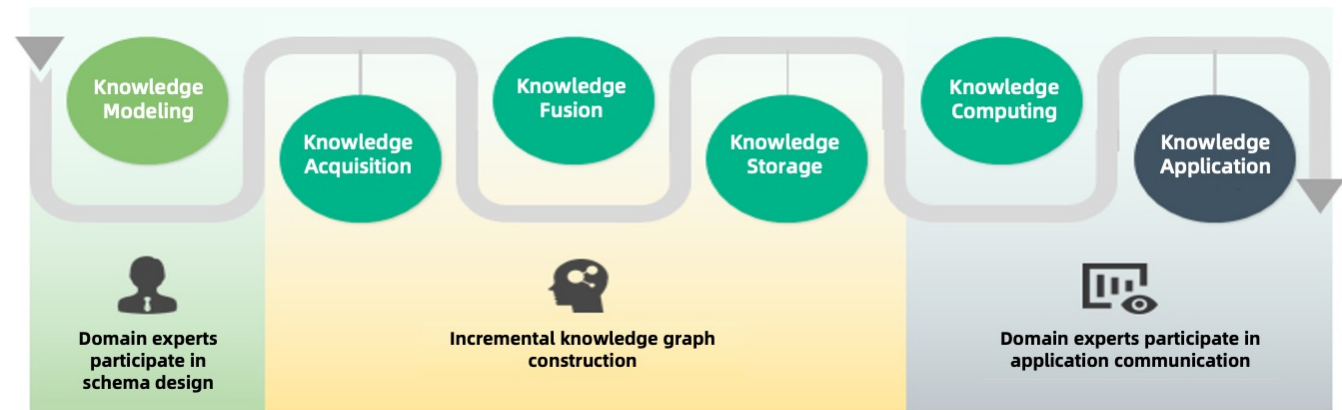 Knowledge
Modeling
Knowledge
Acquisition
Knowledge
Fusion
Knowledge
Storage
Knowledge
Computing
Knowledge
Application
Domain experts
participate in
schema design
Incremental knowledge graph
construction
Domain experts participate in
application communication